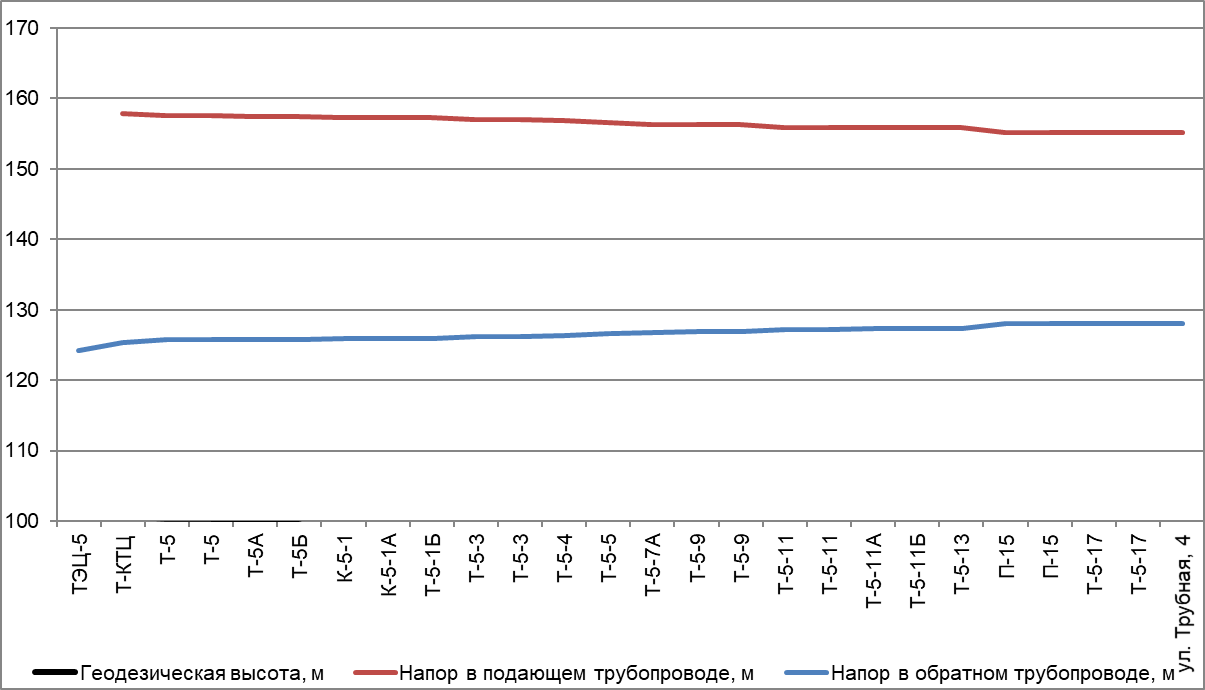 170
160
150
140
130
120
110
100
ТЭЦ-5
Т-КТЦ
Т-5
Т-5
Т-5А
Т-5Б
К-5-1
К-5-1А
Т-5-1Б
Т-5-3
Т-5-3
Т-5-4
Т-5-5
Т-5-7А
Т-5-9
Т-5-9
Т-5-11
Т-5-11
Т-5-11А
Т-5-11Б
Т-5-13
П-15
П-15
Т-5-17
Т-5-17
ул. Трубная, 4
Геодезическая высота, м
Напор в подающем трубопроводе, м
Напор в обратном трубопроводе, м